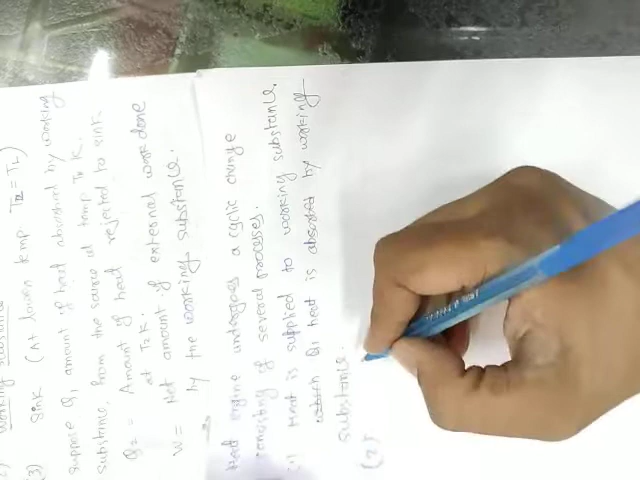 2) Working substance
(3) Sink (At lower temp T2 = TL)
Suppose Q1 amount of heat absorbed by working
substance, from the source at temp T1 K.
Q2 = Amount of heat rejected to sink
at T2 K.
W = Net amount of external work done
by the working substance.
Heat engine undergoes a cyclic change
consisting of several processes.
(1) Heat is supplied to working substance.
Q1 heat is absorbed by working
substance.
(2)